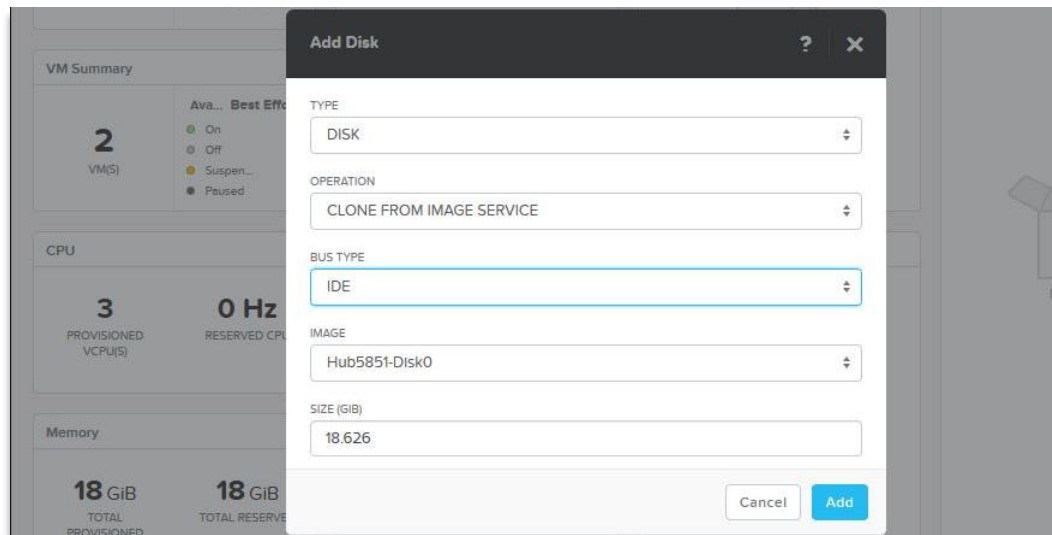 Add Disk
?
VM Summary
Ava... Best Effo
On
Off
Suspen...
Paused
2
VM(S)
TYPE
DISK
OPERATION
CLONE FROM IMAGE SERVICE
BUS TYPE
IDE
IMAGE
Hub5851-Disk0
SIZE (GIB)
18.626
Cancel Add
CPU
3
PROVISIONED
VCPU(S)
0 Hz
RESERVED CPU
Memory
18 GiB
TOTAL
PROVISIONED
18 GiB
TOTAL RESERVE